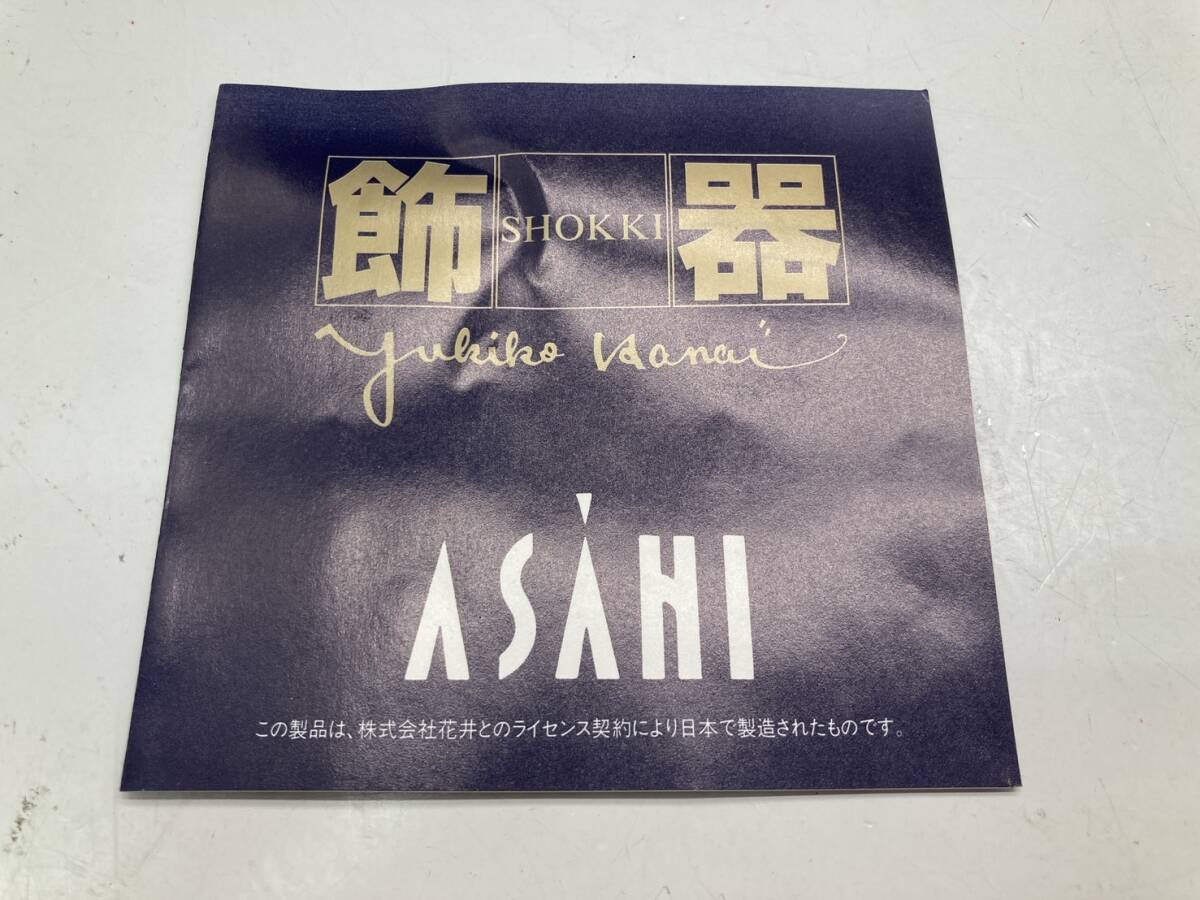 飾 SHOKKI 器
Yukiko Hanai
ASAHI
この製品は、株式会社花井とのライセンス契約により日本で製造されたものです。